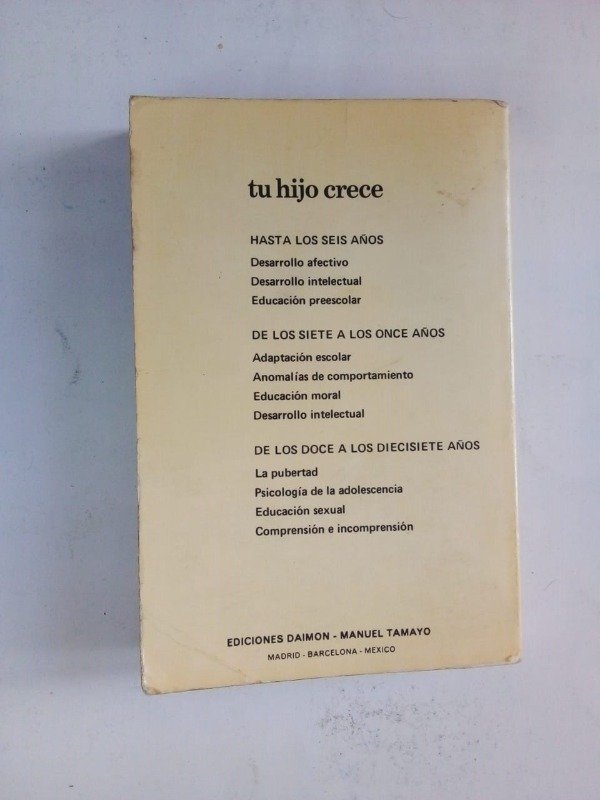 tu hijo crece
HASTA LOS SEIS AÑOS
Desarrollo afectivo
Desarrollo intelectual
Educación preescolar
DE LOS SIETE A LOS ONCE AÑOS
Adaptación escolar
Anomalías de comportamiento
Educación moral
Desarrollo intelectual
DE LOS DOCE A LOS DIECISIETE AÑOS
La pubertad
Psicología de la adolescencia
Educación sexual
Comprensión e incomprensión
EDICIONES DAIMON - MANUEL TAMAYO
MADRID - BARCELONA - MEXICO